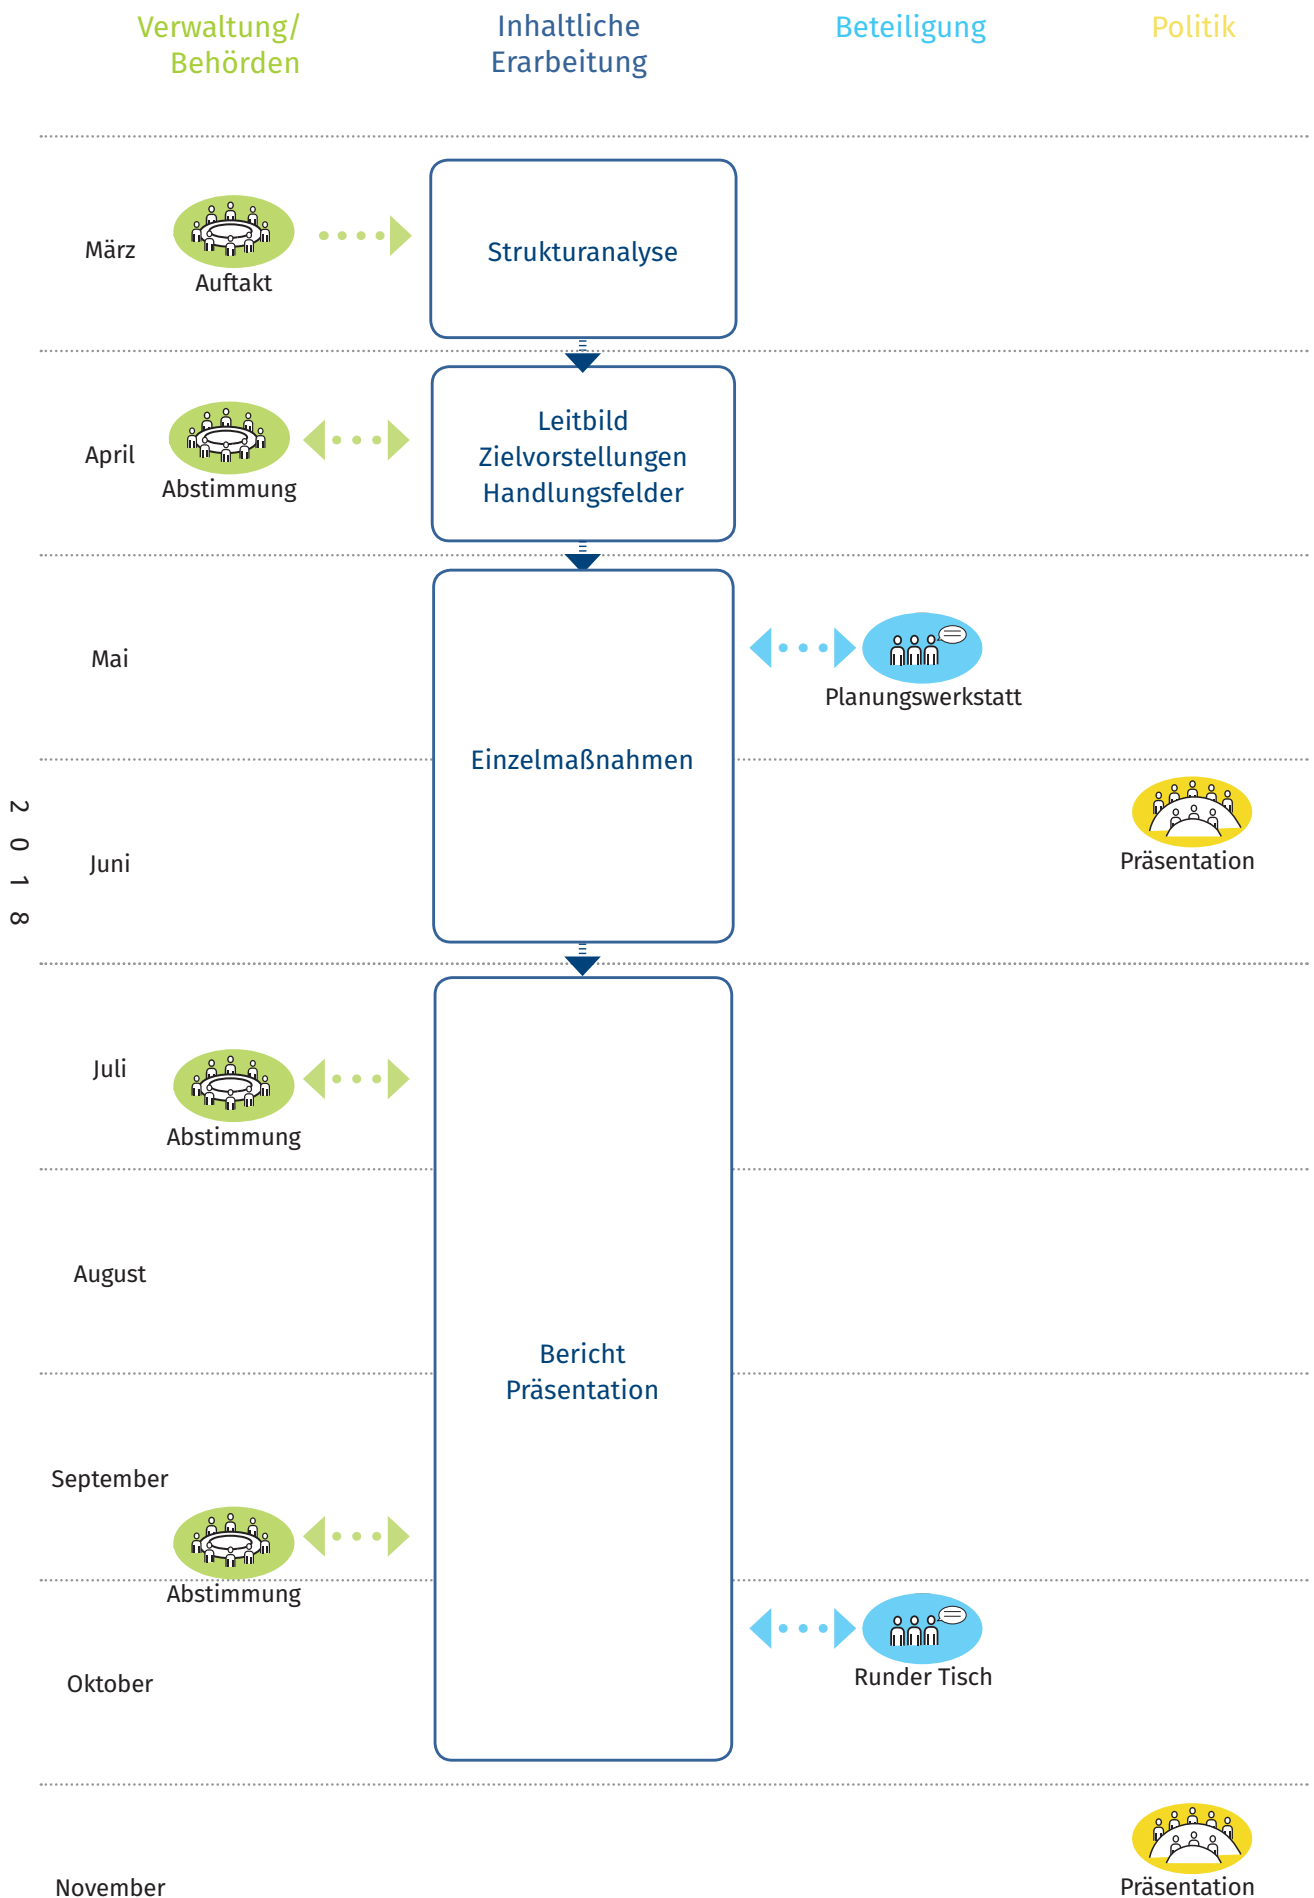 Verwaltung/
Behörden
Inhaltliche
Erarbeitung
Beteiligung
Politik
2018
März
Auftakt
Strukturanalyse
April
Abstimmung
Leitbild
Zielvorstellungen
Handlungsfelder
Mai
Planungswerkstatt
Einzelmaßnahmen
Juni
Präsentation
Juli
Abstimmung
August
Bericht
Präsentation
September
Abstimmung
Oktober
Runder Tisch
November
Präsentation